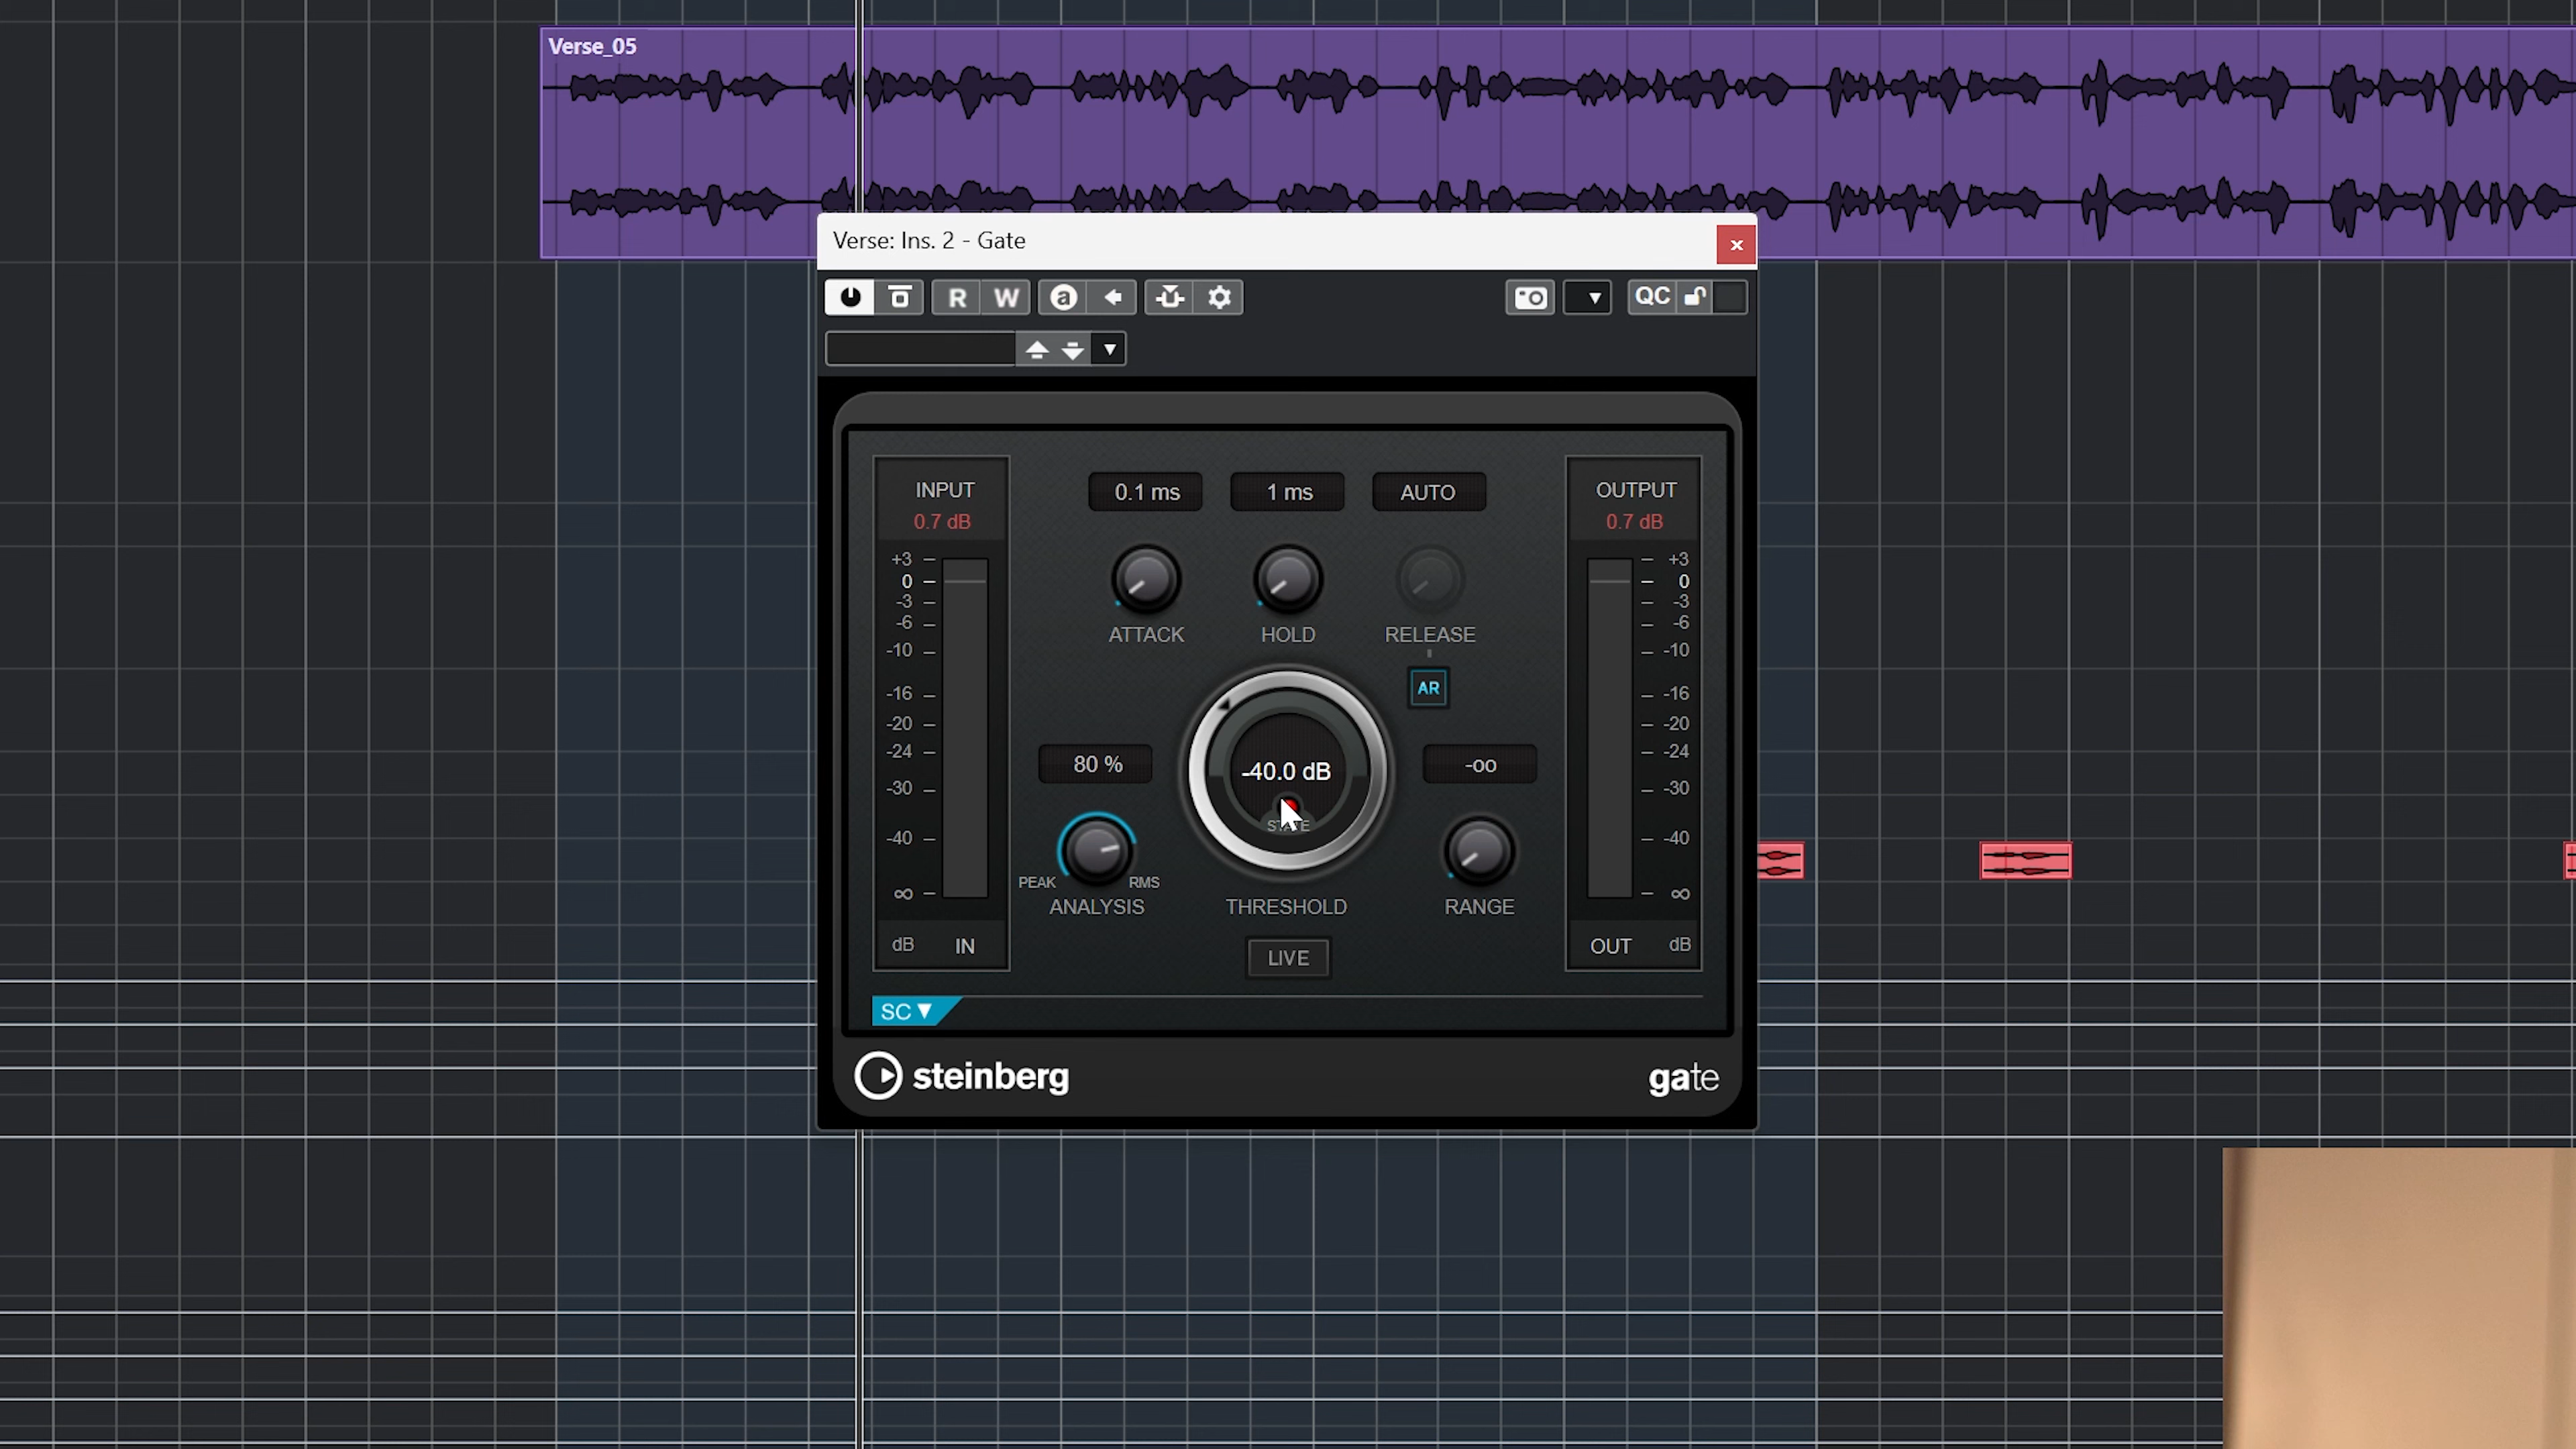 Verse_05
Verse: Ins. 2 - Gate
R W a QC
INPUT
0.7 dB
0.1 ms 1 ms AUTO
OUTPUT
0.7 dB
+3
0
-3
-6
-10
-16
-20
-24
-30
-40
∞
dB IN
ATTACK HOLD RELEASE
AR
80 % -40.0 dB -oo
STATE
PEAK RMS
ANALYSIS THRESHOLD RANGE
LIVE
+3
0
-3
-6
-10
-16
-20
-24
-30
-40
∞
OUT dB
SC
steinberg gate